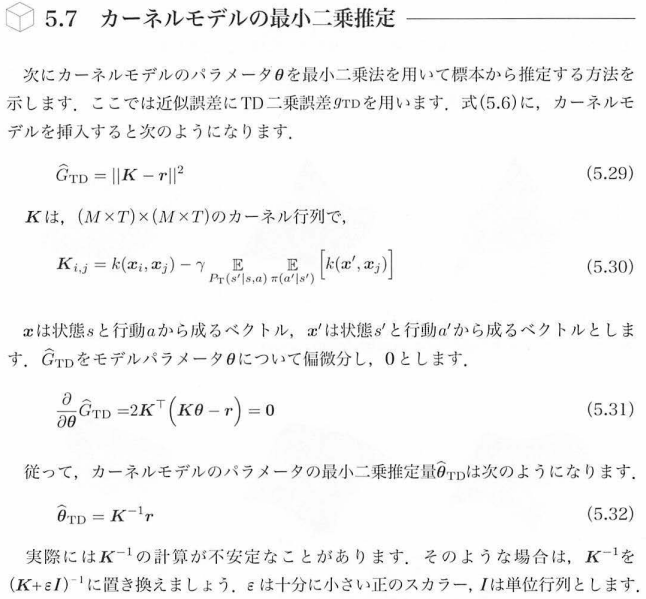 5.7 カーネルモデルの最小二乗推定
次にカーネルモデルのパラメータθを最小二乗法を用いて標本から推定する方法を
示します．ここでは近似誤差にTD二乗誤差gTDを用います．式(5.6)に，カーネルモ
デルを挿入すると次のようになります．
ĜTD = ||K − r||² (5.29)
Kは，(M×T)×(M×T)のカーネル行列で，
Ki,j = k(xi, xj) − γ 𝔼PT(s′|s,a) 𝔼π(a′|s′) [k(x′, xj)] (5.30)
xは状態sと行動aから成るベクトル，x′は状態s′と行動a′から成るベクトルとしま
す．ĜTDをモデルパラメータθについて偏微分し，0とします．
∂/∂θ ĜTD =2K⊤(Kθ − r) = 0 (5.31)
従って，カーネルモデルのパラメータの最小二乗推定量θ̂TDは次のようになります．
θ̂TD = K⁻¹r (5.32)
実際にはK⁻¹の計算が不安定なことがあります．そのような場合は，K⁻¹を
(K+εI)⁻¹に置き換えましょう．εは十分に小さい正のスカラー，Iは単位行列とします．